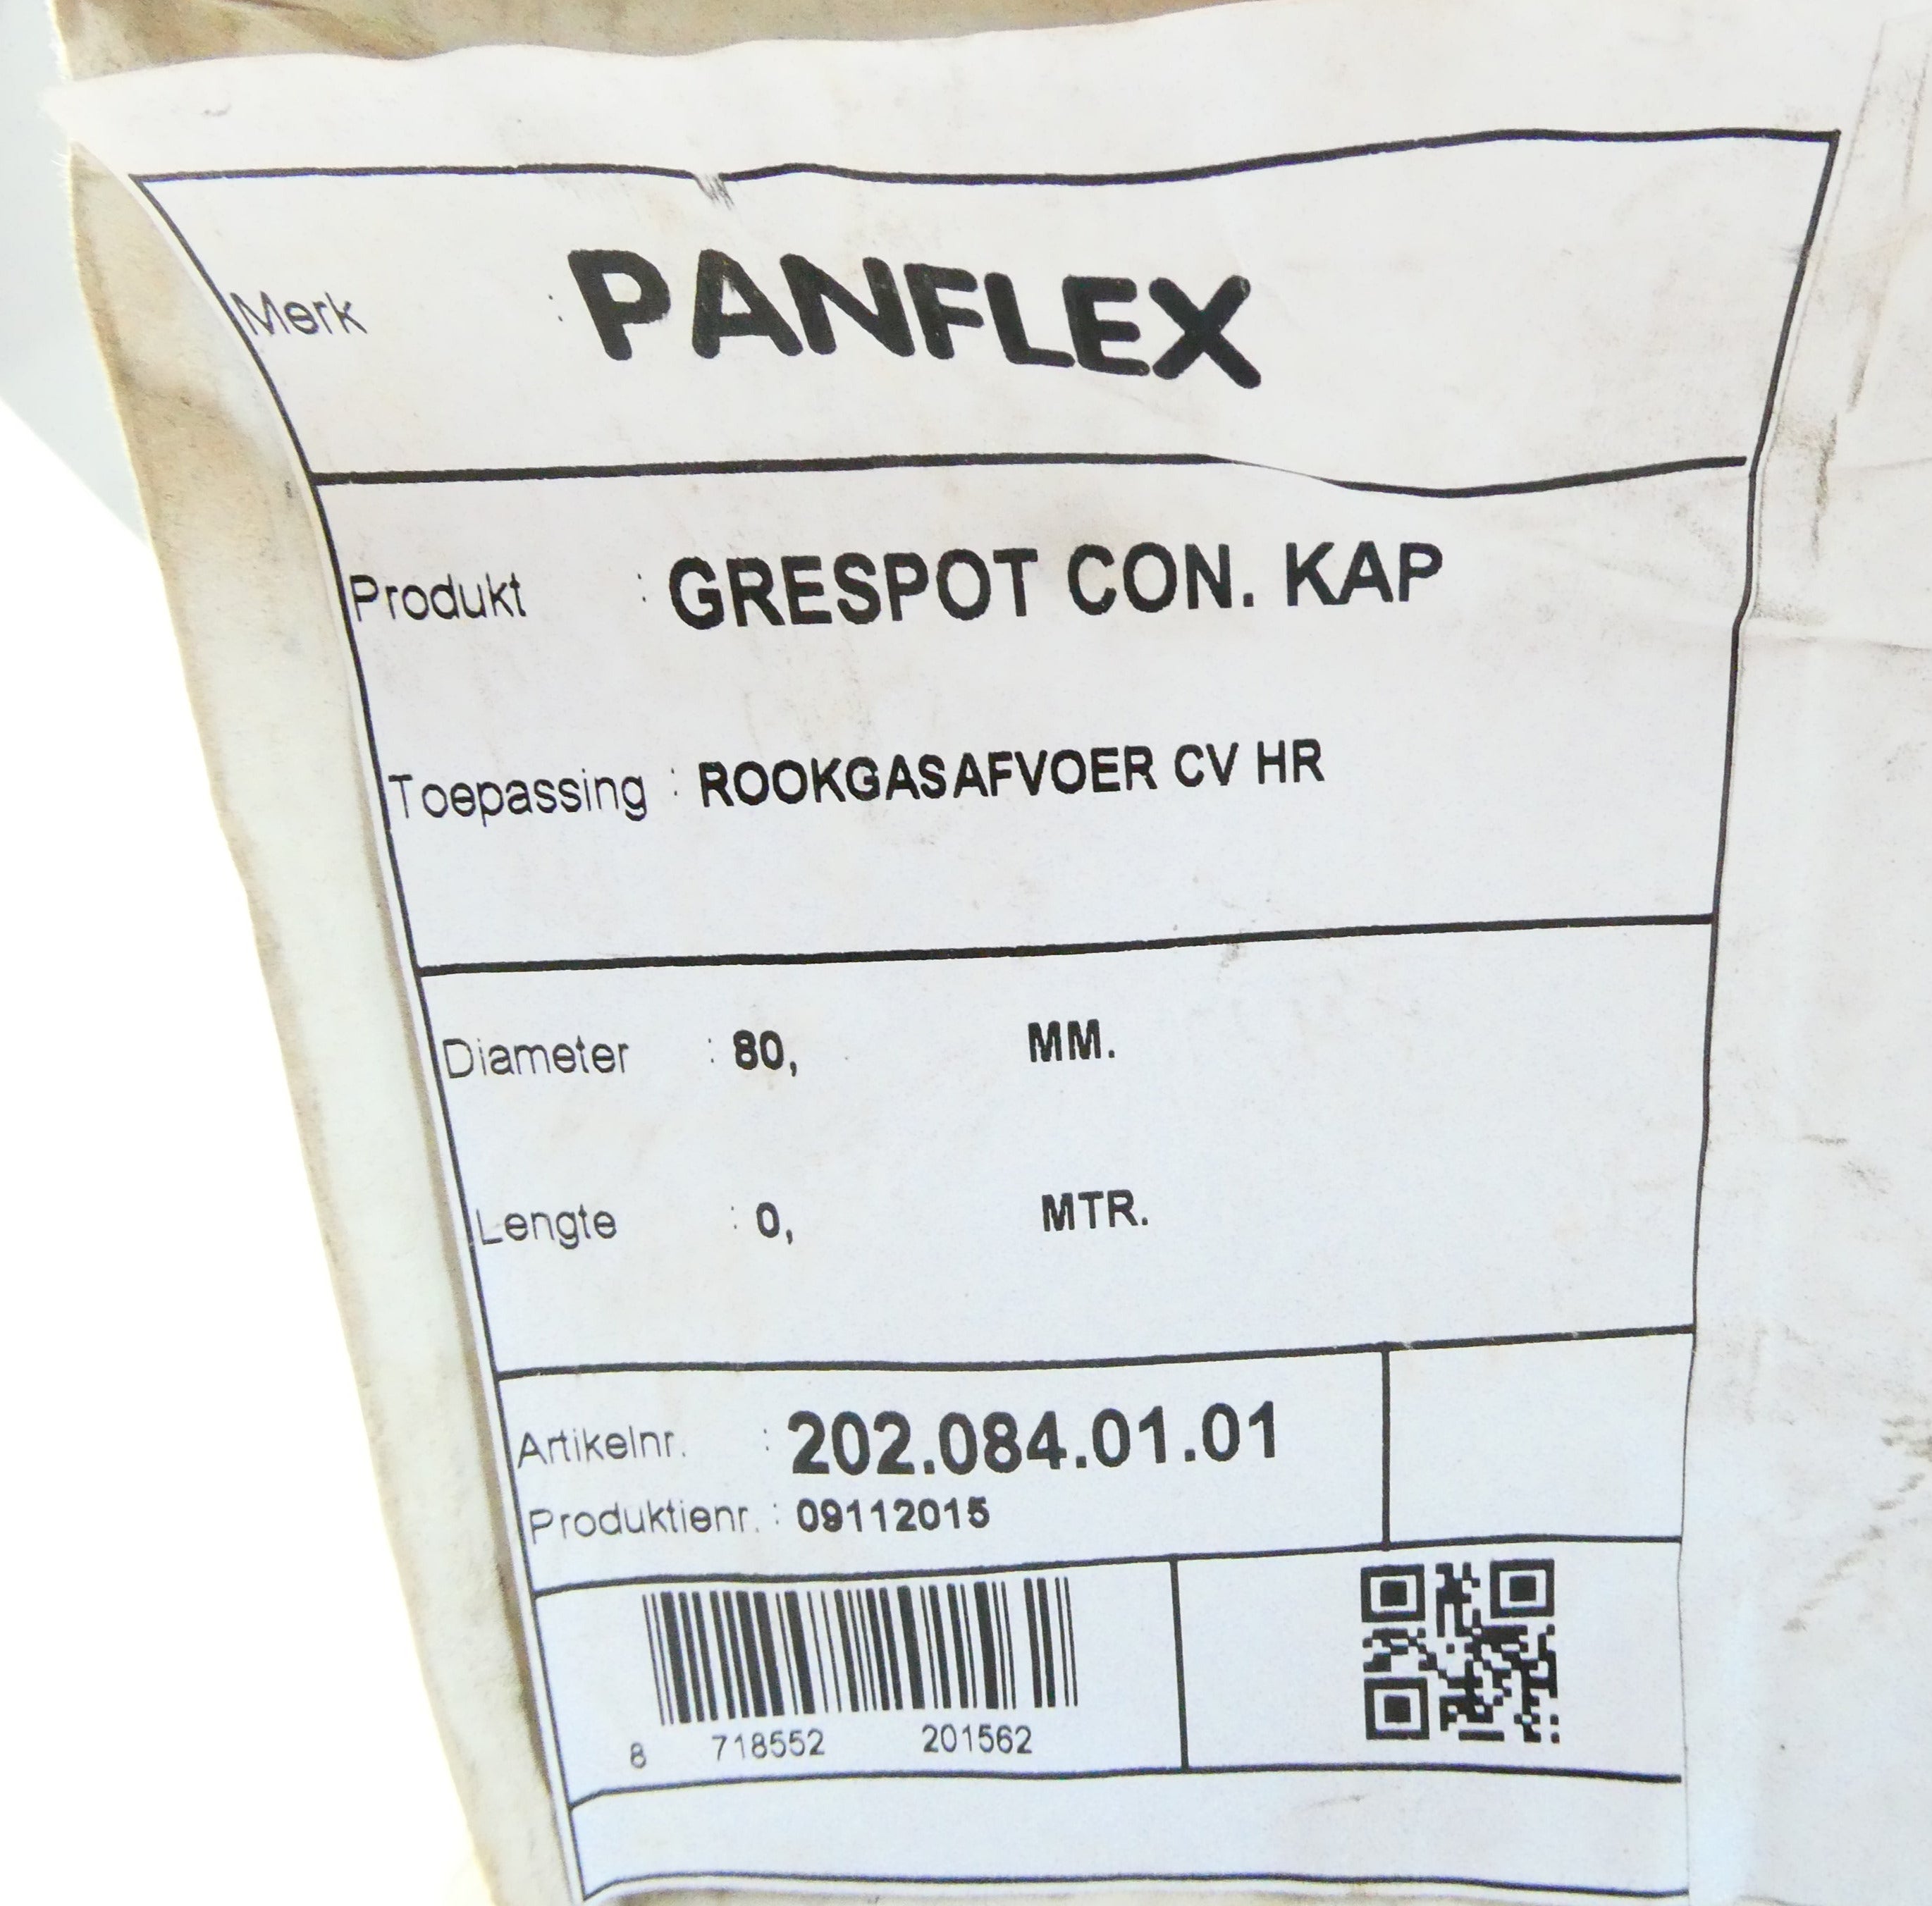 Merk : PANFLEX
Produkt : GRESPOT CON. KAP
Toepassing : ROOKGASAFVOER CV HR
Diameter : 80, MM.
Lengte : 0, MTR.
Artikelnr. : 202.084.01.01
Produktienr. : 09112015
8 718552 201562